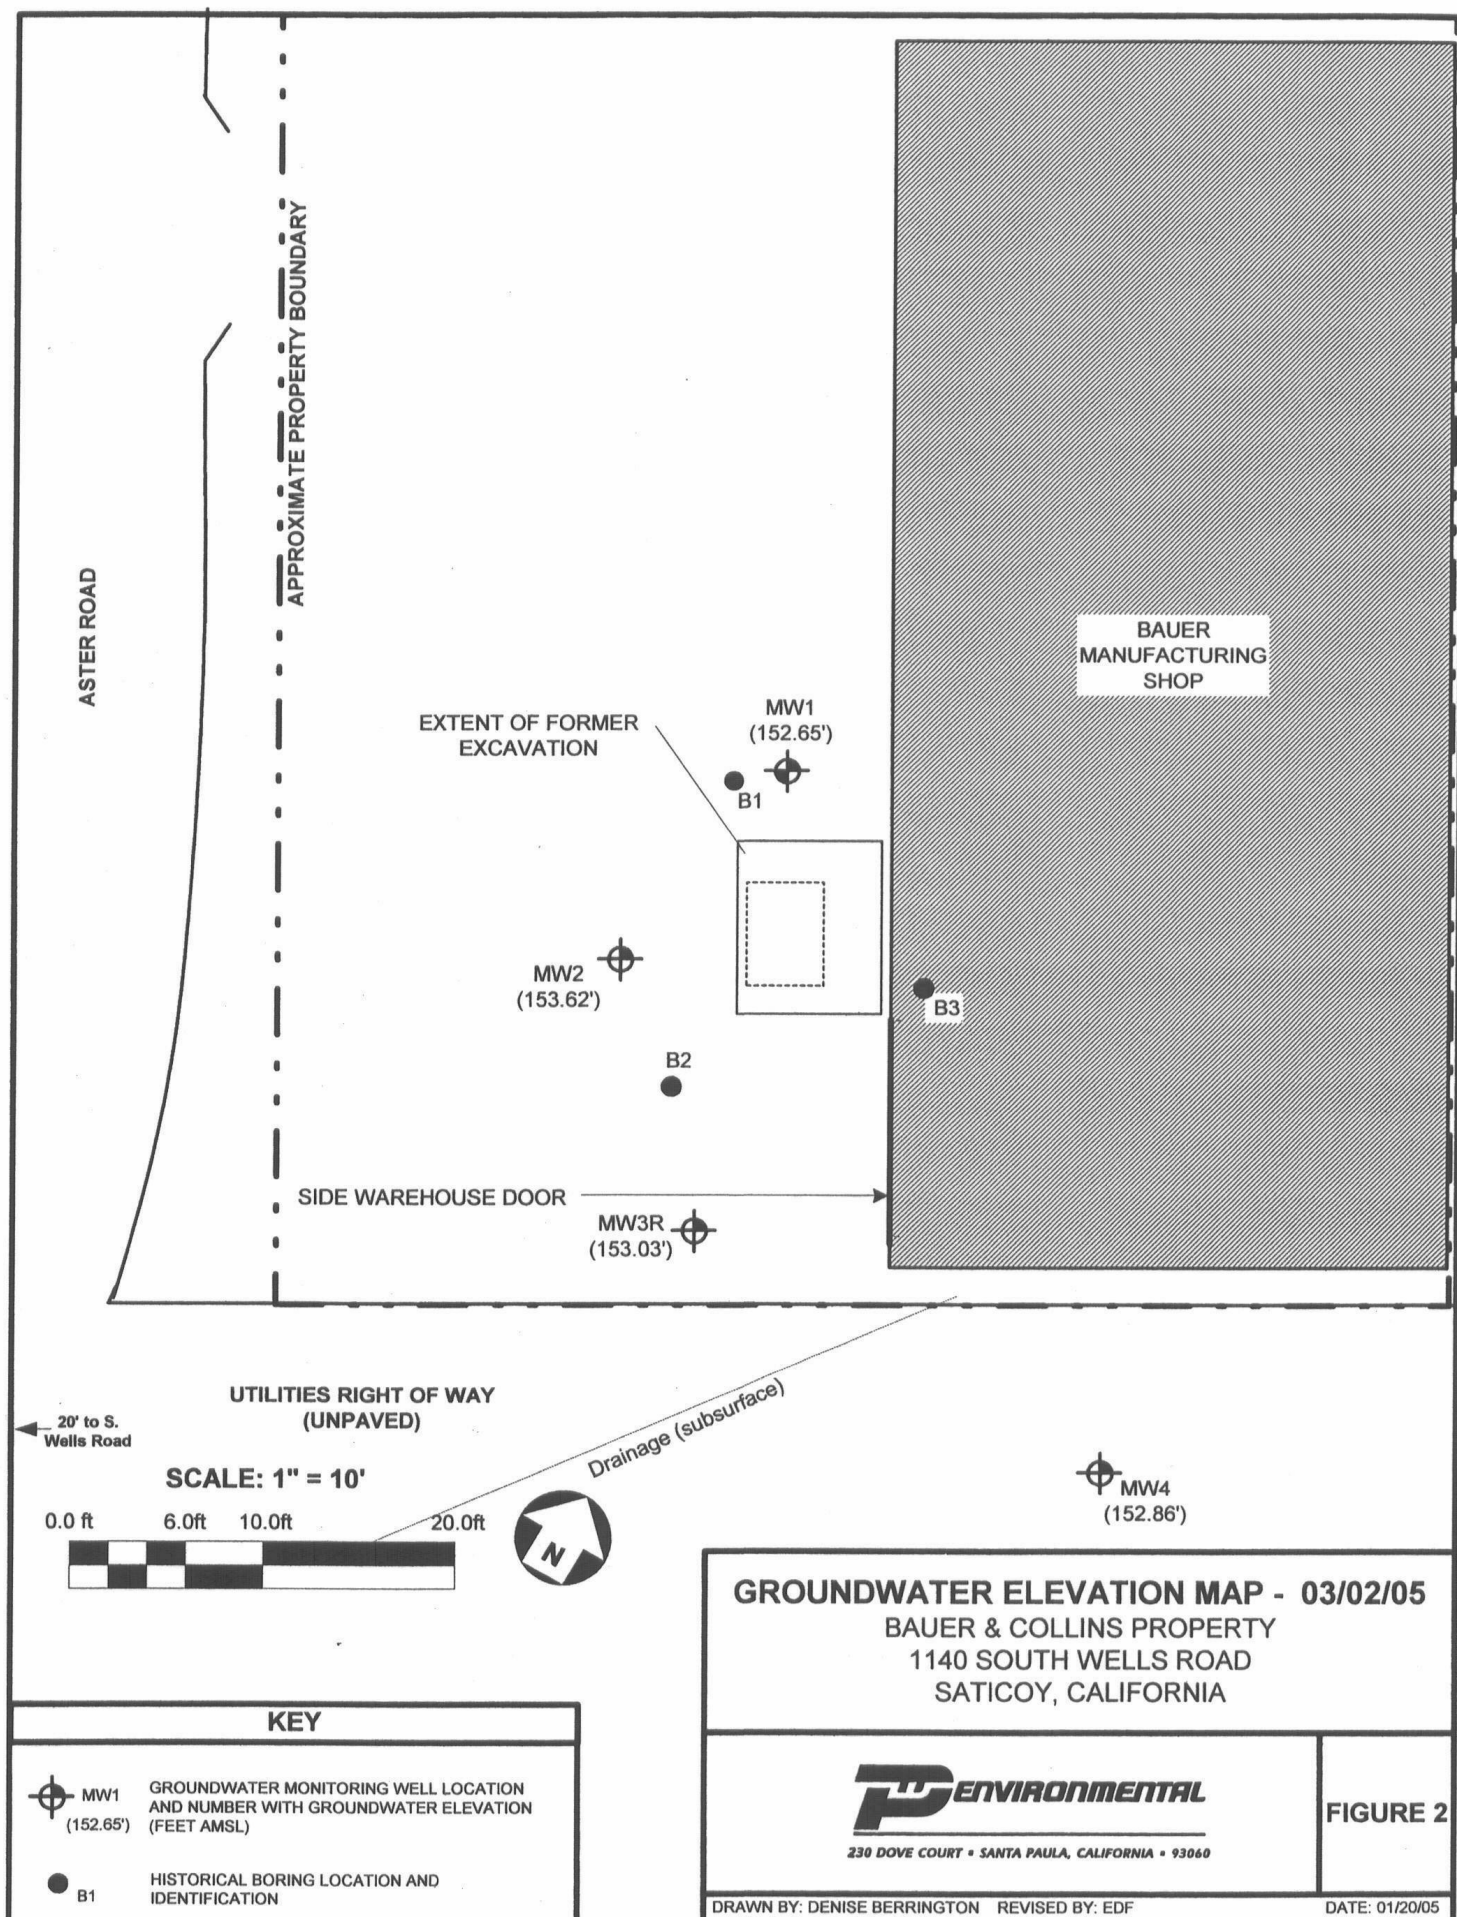 APPROXIMATE PROPERTY BOUNDARY
ASTER ROAD
BAUER
MANUFACTURING
SHOP
EXTENT OF FORMER
EXCAVATION
MW1
(152.65')
B1
MW2
(153.62')
B3
B2
SIDE WAREHOUSE DOOR
MW3R
(153.03')
UTILITIES RIGHT OF WAY
(UNPAVED)
20' to S.
Wells Road
Drainage (subsurface)
SCALE: 1" = 10'
0.0 ft 6.0ft 10.0ft 20.0ft
N
MW4
(152.86')
GROUNDWATER ELEVATION MAP - 03/02/05
BAUER & COLLINS PROPERTY
1140 SOUTH WELLS ROAD
SATICOY, CALIFORNIA
KEY
MW1
(152.65')
GROUNDWATER MONITORING WELL LOCATION
AND NUMBER WITH GROUNDWATER ELEVATION
(FEET AMSL)
B1
HISTORICAL BORING LOCATION AND
IDENTIFICATION
ENVIRONMENTAL
230 DOVE COURT • SANTA PAULA, CALIFORNIA • 93060
FIGURE 2
DRAWN BY: DENISE BERRINGTON REVISED BY: EDF DATE: 01/20/05